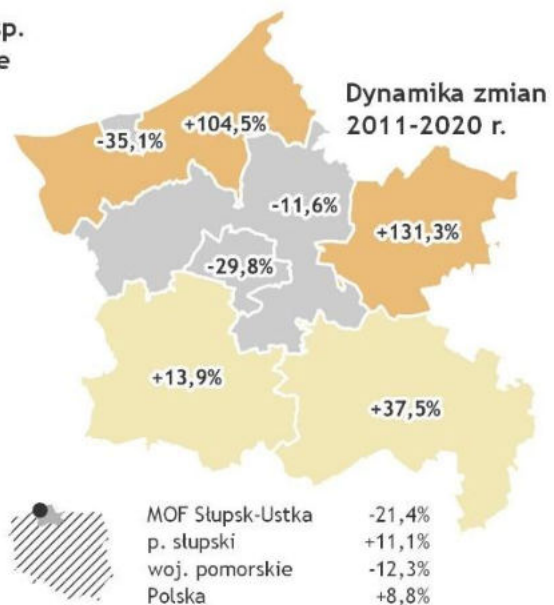 sp.
e
Dynamika zmian
2011-2020 r.
-35,1%
+104,5%
-11,6%
+131,3%
-29,8%
+13,9%
+37,5%
MOF Słupsk-Ustka -21,4%
p. słupski +11,1%
woj. pomorskie -12,3%
Polska +8,8%